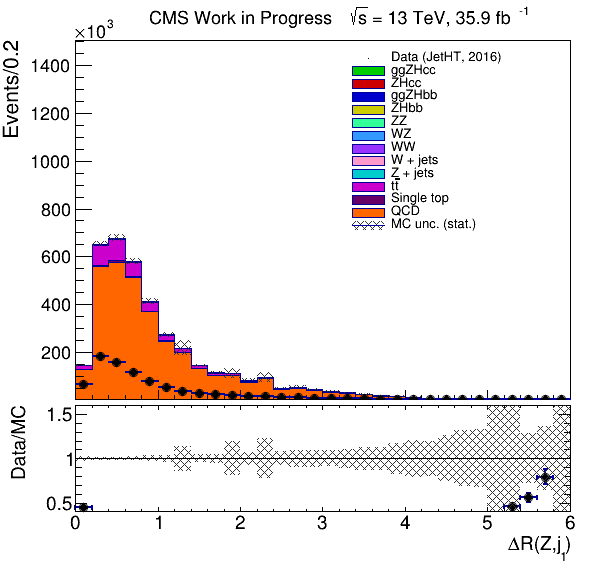 CMS Work in Progress √s = 13 TeV, 35.9 fb⁻¹
×10³
Events/0.2
1400
1200
1000
800
600
400
200
Data (JetHT, 2016)
ggZHcc
ZHcc
ggZHbb
ZHbb
ZZ
WZ
WW
W + jets
Z + jets
tt̅
Single top
QCD
MC unc. (stat.)
Data/MC
1.5
1
0.5
0 1 2 3 4 5 6
ΔR(Z,j₁)